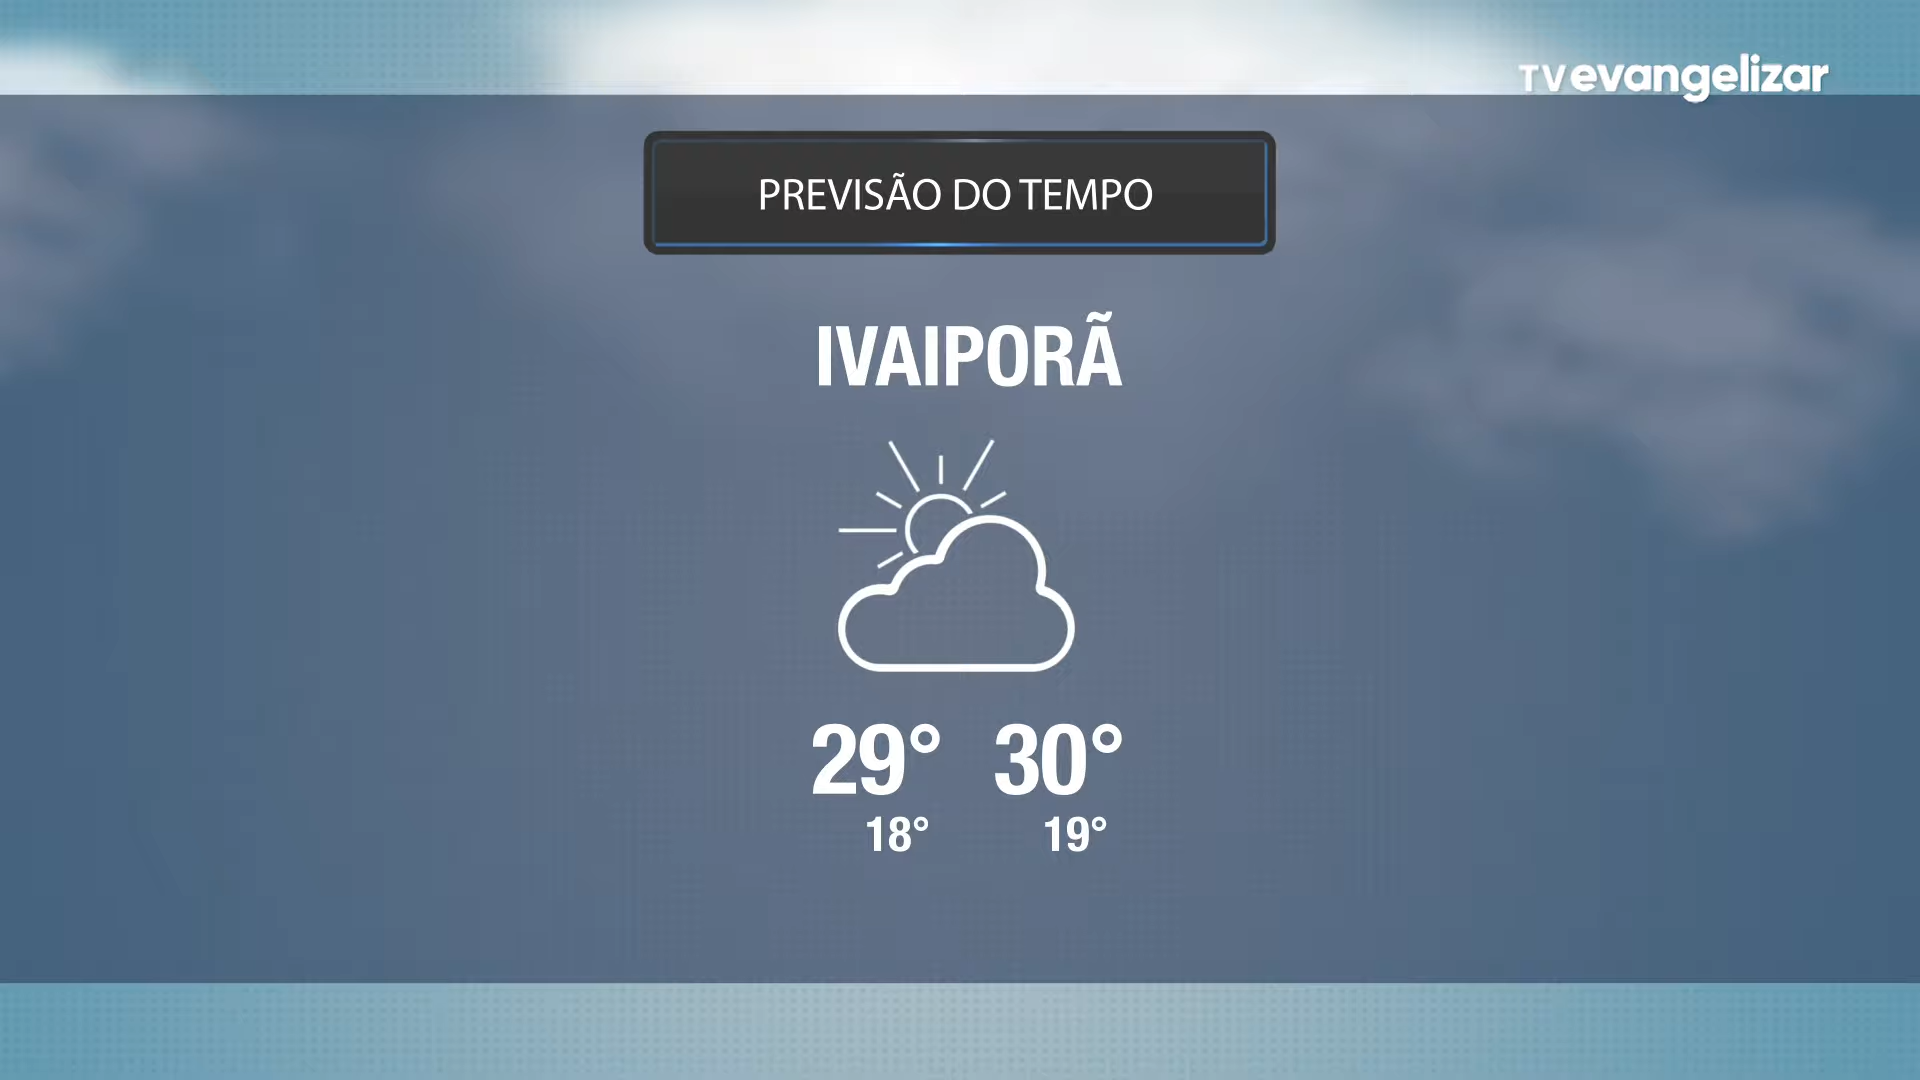 TVevangelizar
PREVISÃO DO TEMPO
IVAIPORÃ
29° 30°
18° 19°